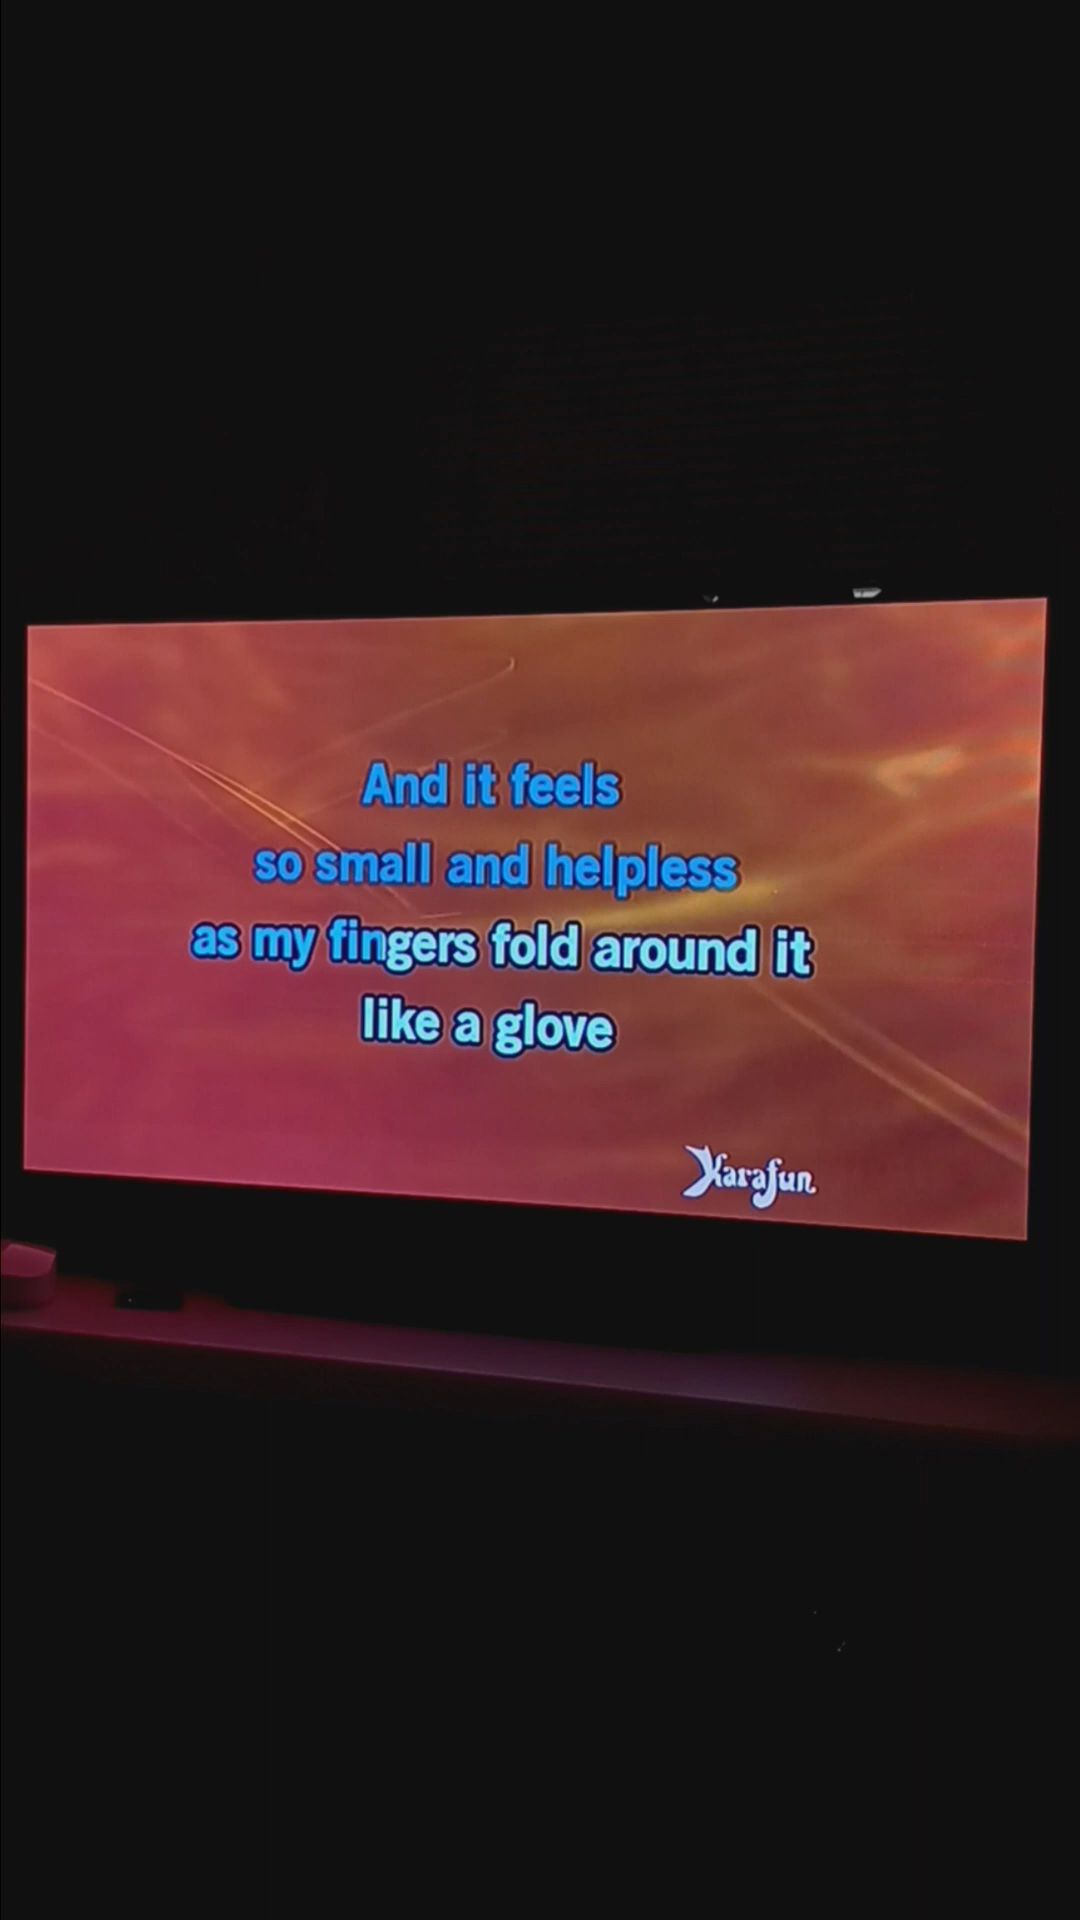 And it feels
so small and helpless
as my fingers fold around it
like a glove
Karafun